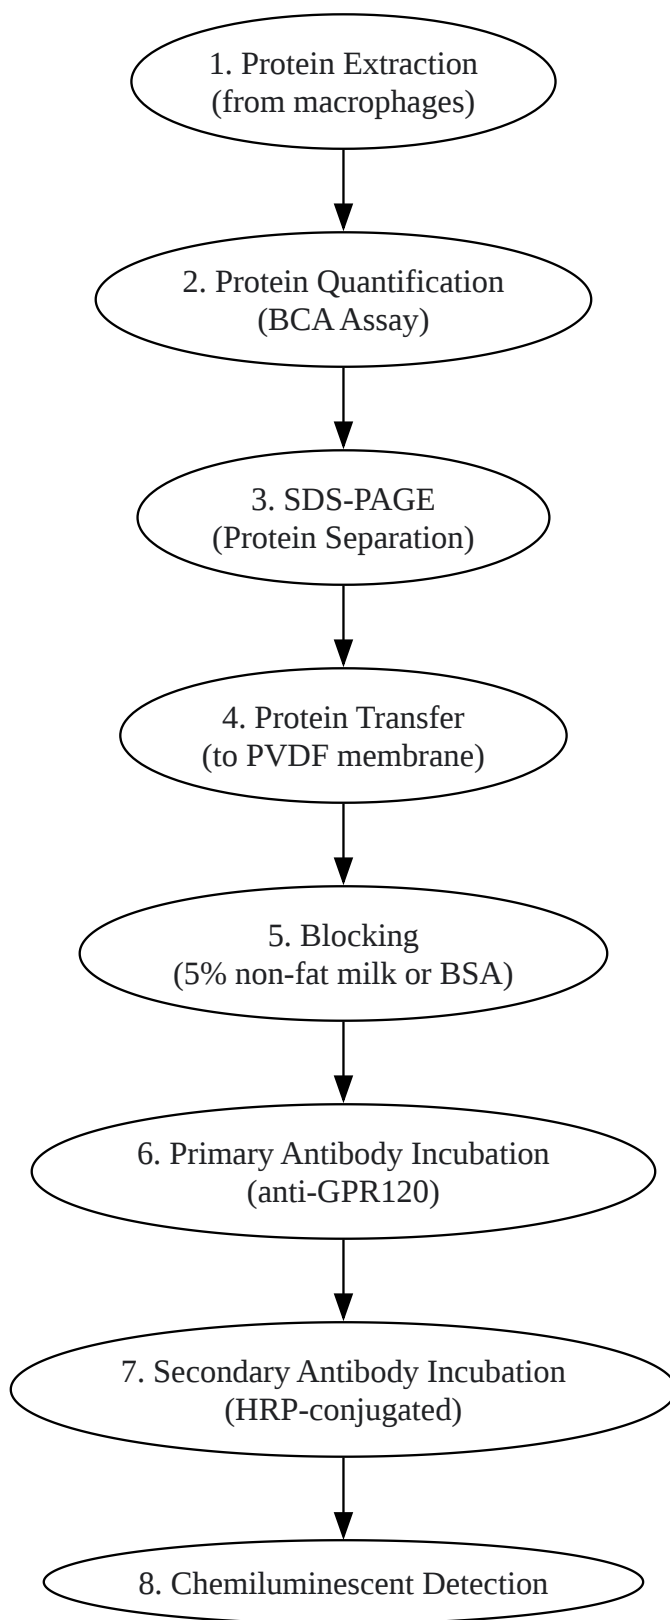 1. Protein Extraction
(from macrophages)
2. Protein Quantification
(BCA Assay)
3. SDS-PAGE
(Protein Separation)
4. Protein Transfer
(to PVDF membrane)
5. Blocking
(5% non-fat milk or BSA)
6. Primary Antibody Incubation
(anti-GPR120)
7. Secondary Antibody Incubation
(HRP-conjugated)
8. Chemiluminescent Detection